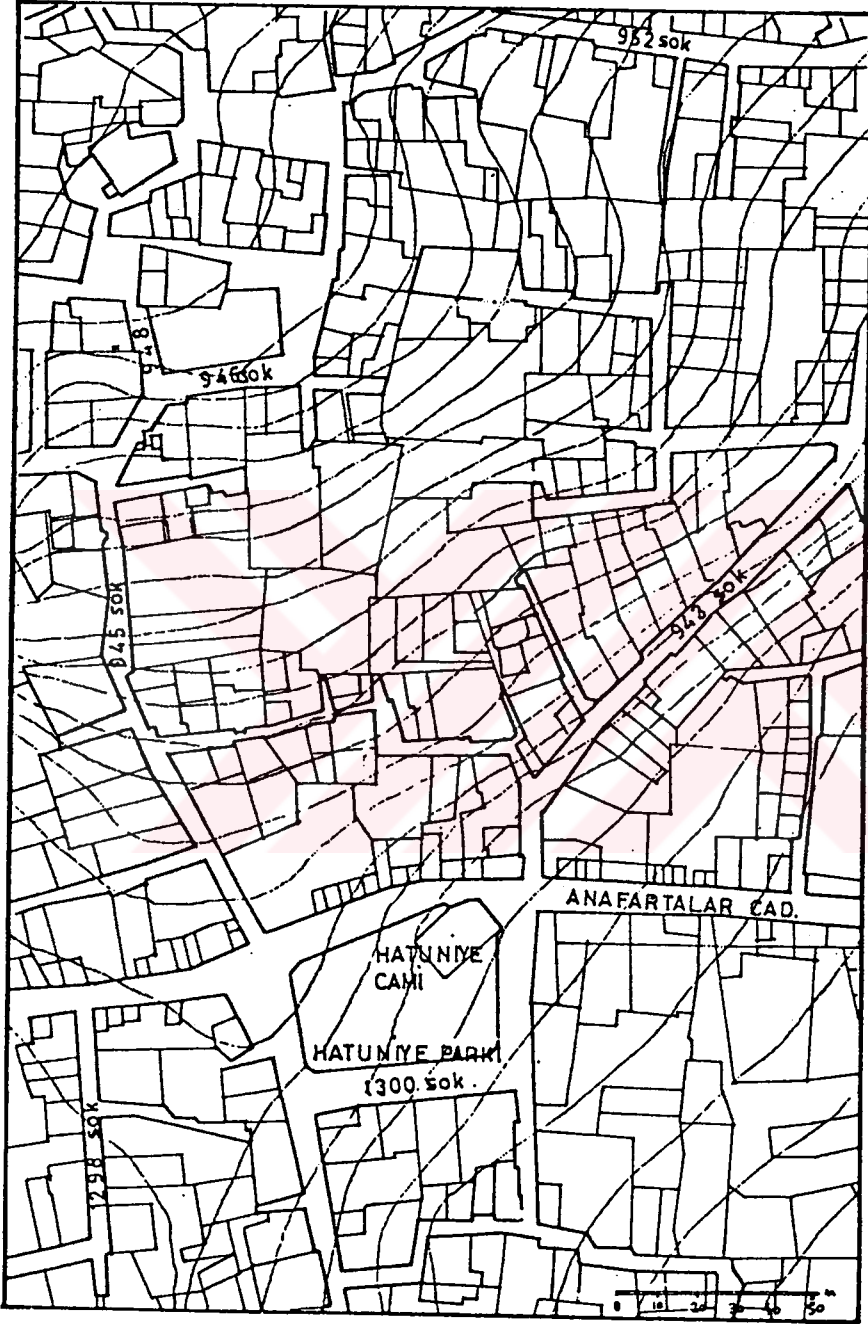 952 sok
948
946 sok
945 sok
943 sok
ANAFARTALAR CAD.
HATUNIYE
CAMI
HATUNIYE PARKI
1300 sok.
1298 sok
0 10 20 30 40 50 m